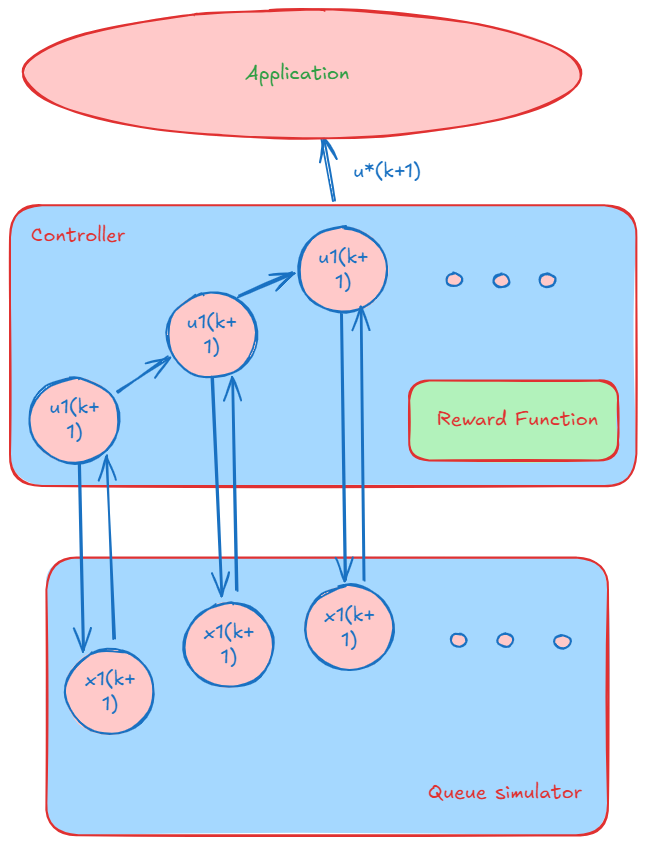 Application
u*(k+1)
Controller
u1(k+
1)
u1(k+
1)
u1(k+
1)
Reward Function
x1(k+
1)
x1(k+
1)
x1(k+
1)
Queue simulator